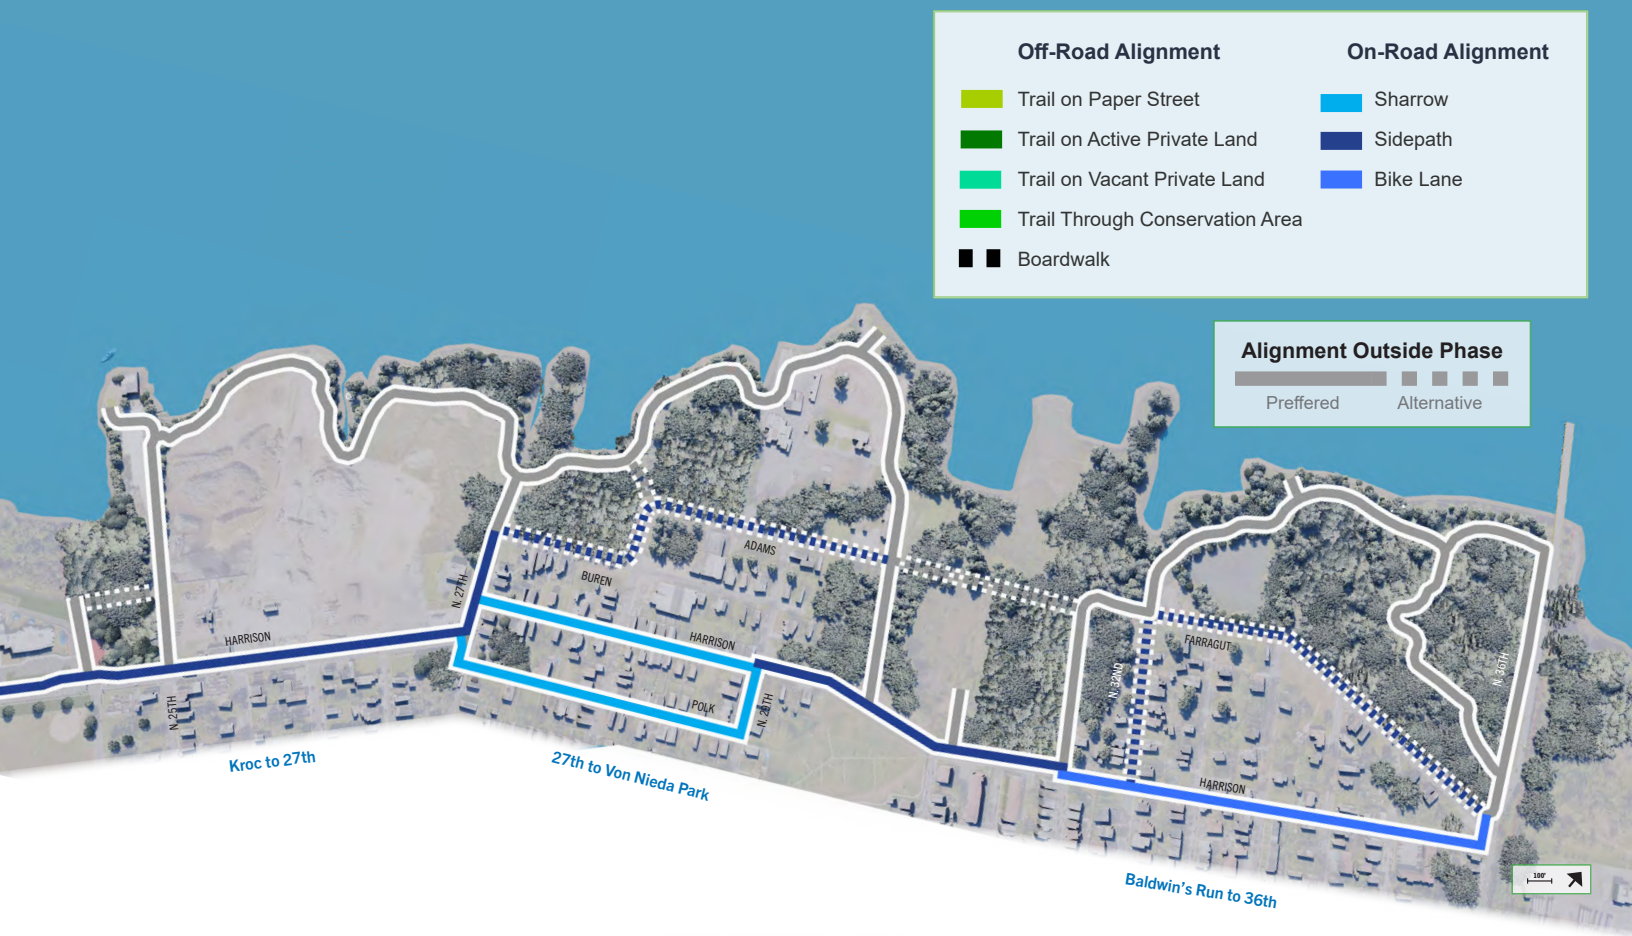 Off-Road Alignment
On-Road Alignment
Trail on Paper Street
Sharrow
Trail on Active Private Land
Sidepath
Trail on Vacant Private Land
Bike Lane
Trail Through Conservation Area
Boardwalk
Alignment Outside Phase
Preffered
Alternative
ADAMS
BUREN
N. 27TH
HARRISON
HARRISON
FARRAGUT
N. 32ND
N. 36TH
N. 25TH
POLK
N. 29TH
HARRISON
Kroc to 27th
27th to Von Nieda Park
Baldwin's Run to 36th
100'